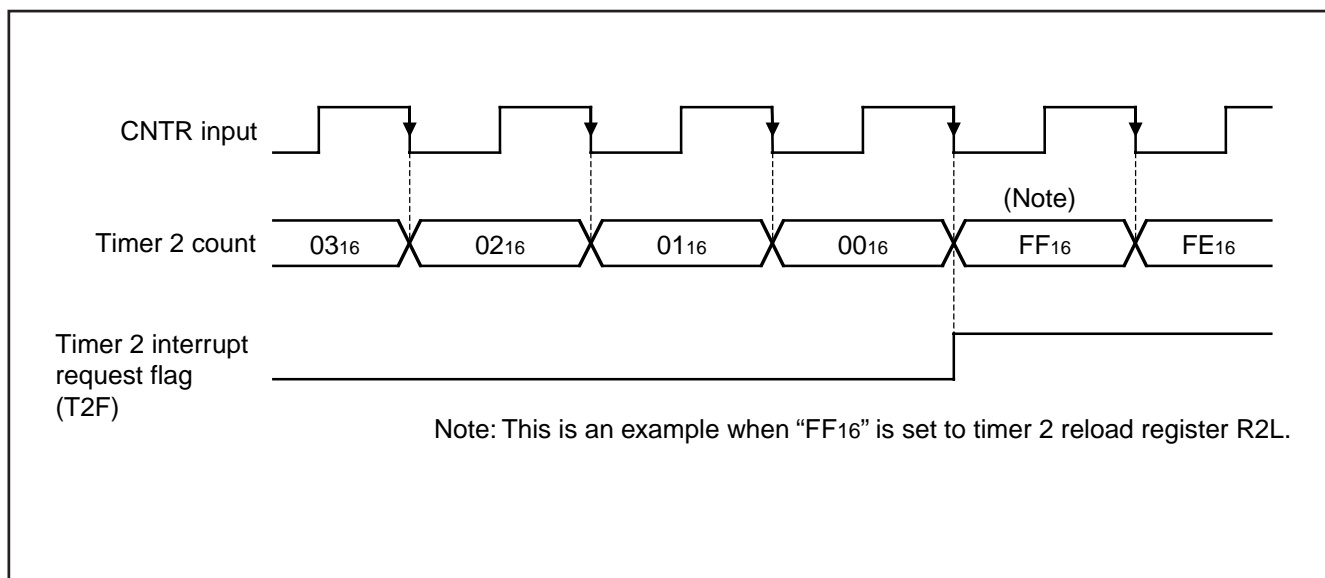 CNTR input
(Note)
Timer 2 count
0316 0216 0116 0016 FF16 FE16
Timer 2 interrupt
request flag
(T2F)
Note: This is an example when “FF16” is set to timer 2 reload register R2L.